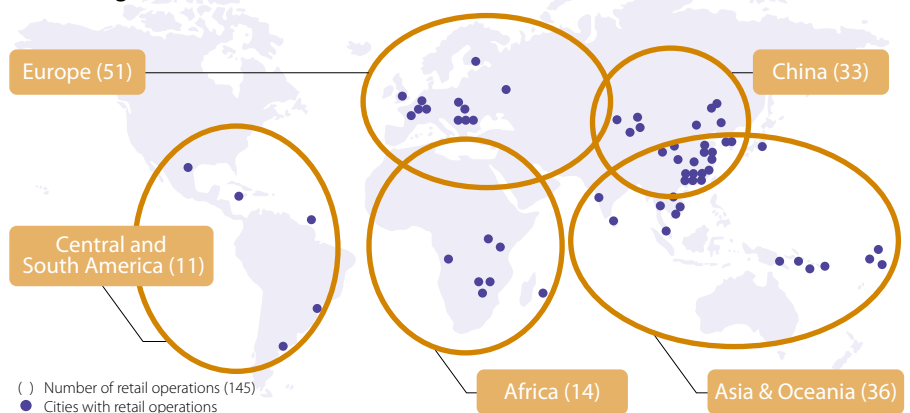 Europe (51)
China (33)
Central and
South America (11)
( ) Number of retail operations (145)
Cities with retail operations
Africa (14)
Asia & Oceania (36)